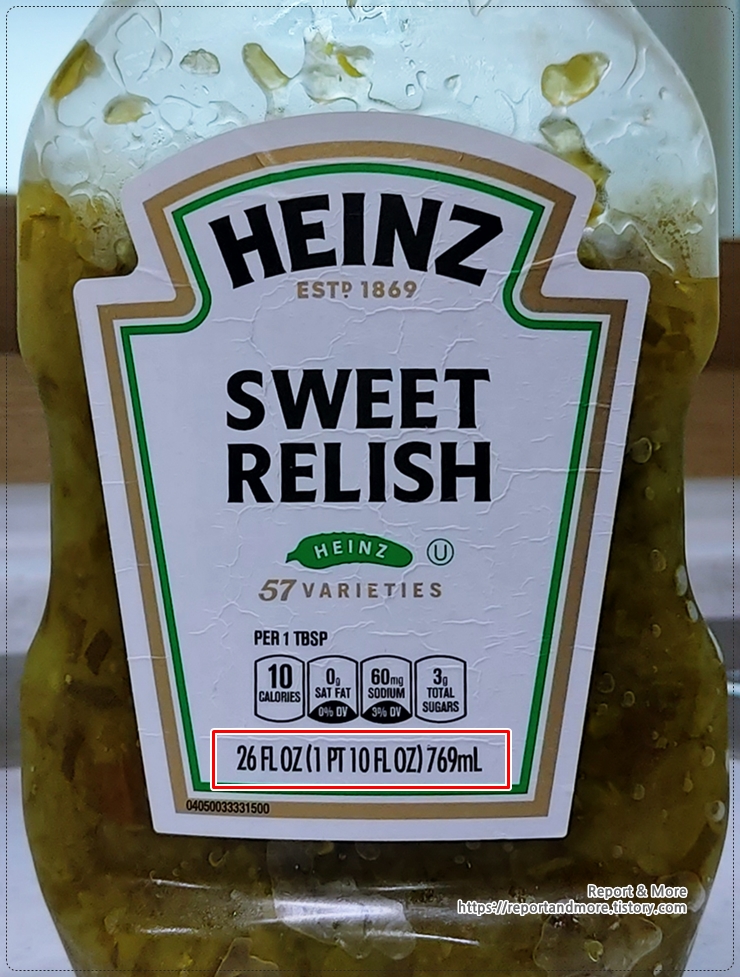 HEINZ
ESTD 1869
SWEET
RELISH
HEINZ
U
57 VARIETIES
PER 1 TBSP
10
CALORIES
0g
SAT FAT
0% DV
60mg
SODIUM
3% DV
3g
TOTAL
SUGARS
26 FL OZ (1 PT 10 FL OZ) 769mL
04050033331500
Report & More
https://reportandmore.tistory.com